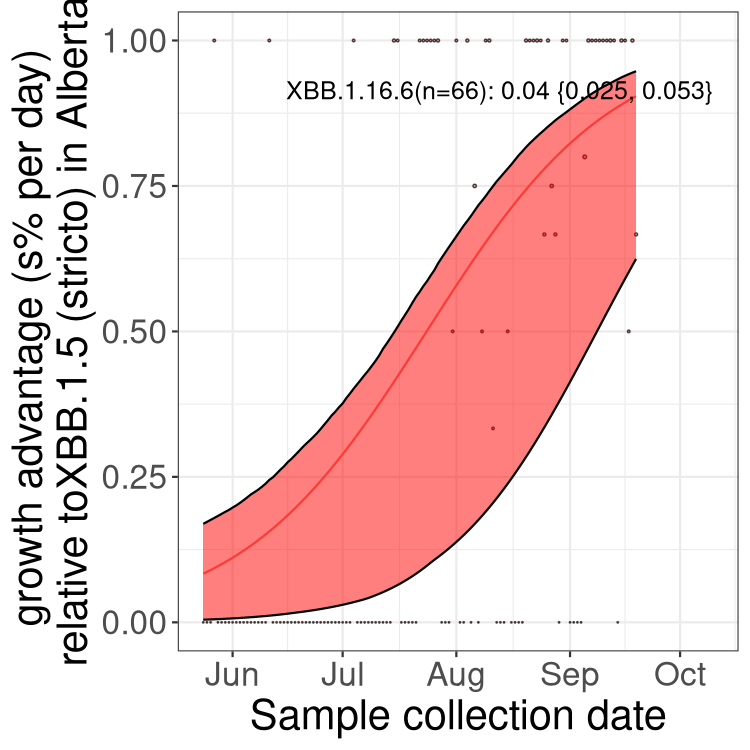 growth advantage (s% per day)
relative toXBB.1.5 (stricto) in Alberta
1.00
0.75
0.50
0.25
0.00
XBB.1.16.6(n=66): 0.04 {0.025, 0.053}
Jun Jul Aug Sep Oct
Sample collection date